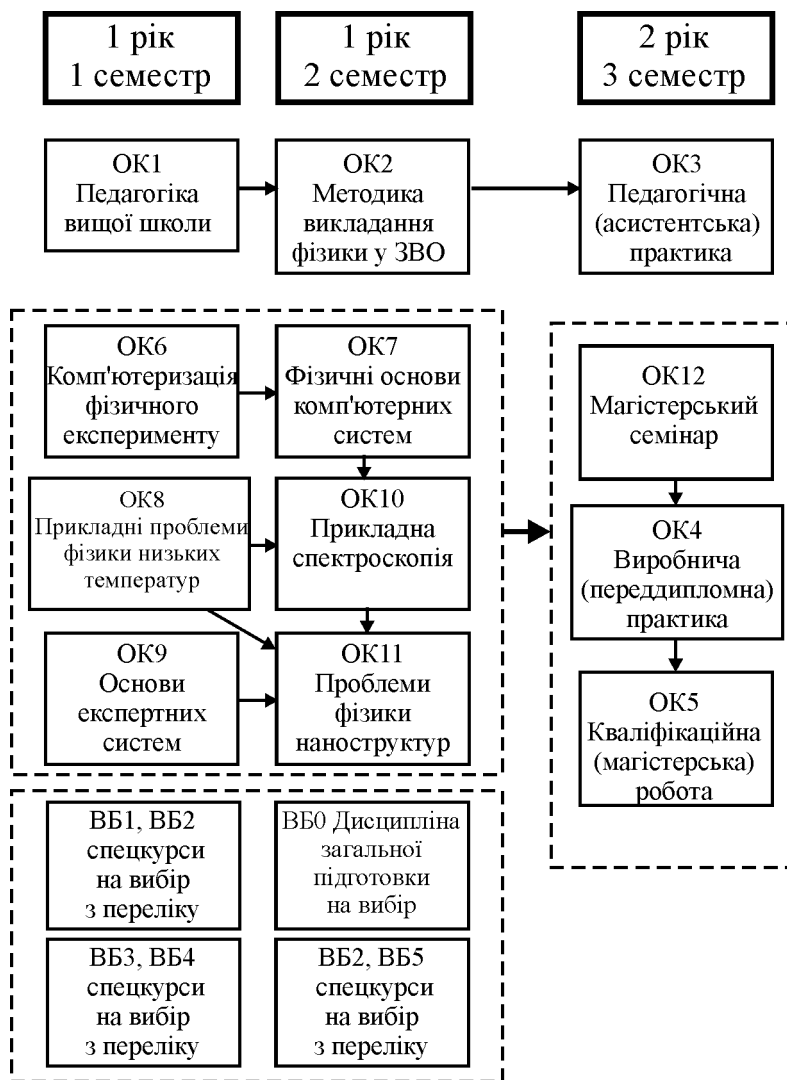 1 рік
1 семестр
1 рік
2 семестр
2 рік
3 семестр
ОК1
Педагогіка
вищої школи
ОК2
Методика
викладання
фізики у ЗВО
ОК3
Педагогічна
(асистентська)
практика
ОК6
Комп'ютеризація
фізичного
експерименту
ОК7
Фізичні основи
комп'ютерних
систем
ОК8
Прикладні проблеми
фізики низьких
температур
ОК10
Прикладна
спектроскопія
ОК9
Основи
експертних
систем
ОК11
Проблеми
фізики
наноструктур
ОК12
Магістерський
семінар
ОК4
Виробнича
(переддипломна)
практика
ОК5
Кваліфікаційна
(магістерська)
робота
ВБ1, ВБ2
спецкурси
на вибір
з переліку
ВБ0 Дисципліна
загальної
підготовки
на вибір
ВБ3, ВБ4
спецкурси
на вибір
з переліку
ВБ2, ВБ5
спецкурси
на вибір
з переліку